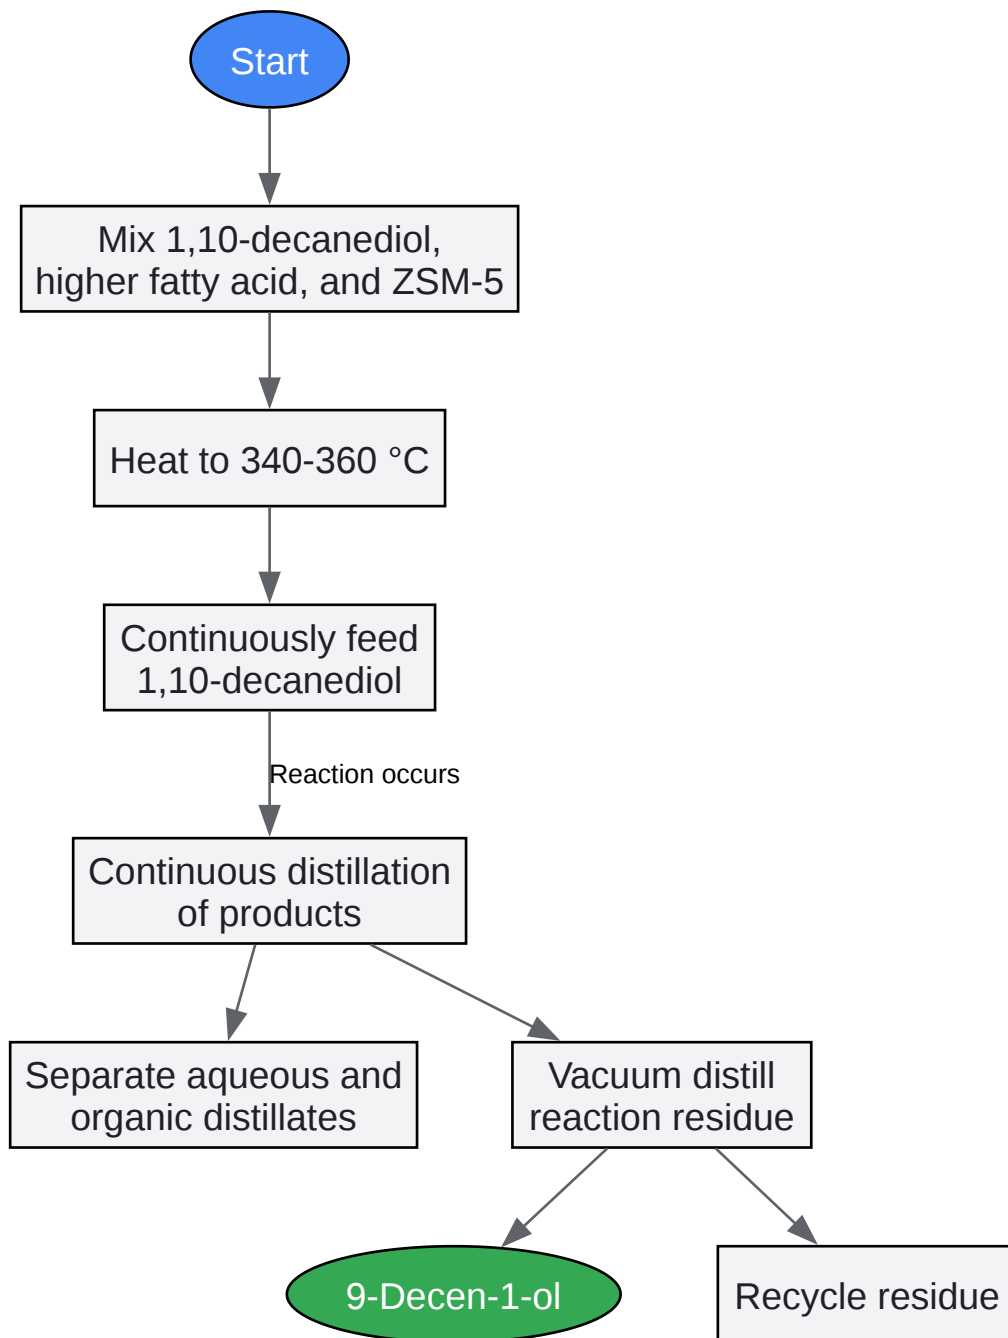 Start
Mix 1,10-decanediol,
higher fatty acid, and ZSM-5
Heat to 340-360 °C
Continuously feed
1,10-decanediol
Reaction occurs
Continuous distillation
of products
Separate aqueous and
organic distillates
Vacuum distill
reaction residue
9-Decen-1-ol
Recycle residue